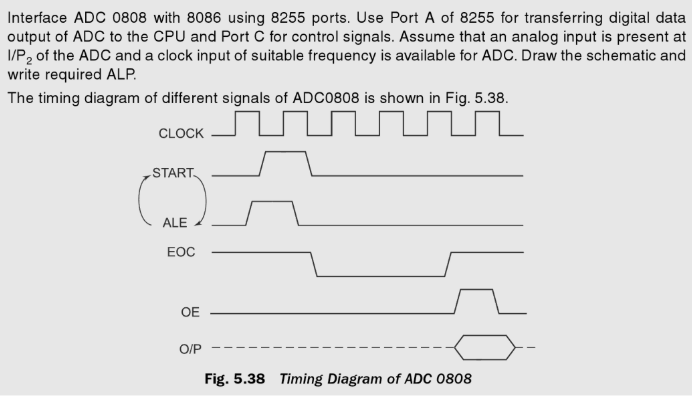 Interface ADC 0808 with 8086 using 8255 ports. Use Port A of 8255 for transferring digital data
output of ADC to the CPU and Port C for control signals. Assume that an analog input is present at
I/P₂ of the ADC and a clock input of suitable frequency is available for ADC. Draw the schematic and
write required ALP.
The timing diagram of different signals of ADC0808 is shown in Fig. 5.38.
CLOCK
START
ALE
EOC
OE
O/P
Fig. 5.38 Timing Diagram of ADC 0808